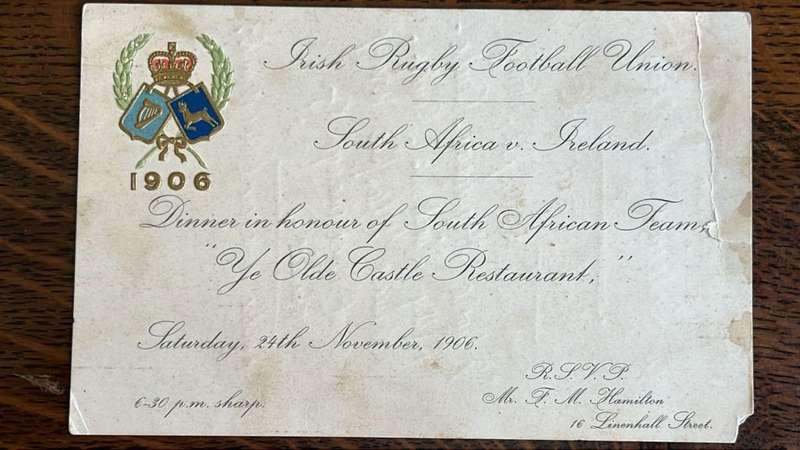 Irish Rugby Football Union.
South Africa v. Ireland.
1906
Dinner in honour of South African Team,
"Ye Olde Castle Restaurant,"
Saturday, 24th November, 1906.
R.S.V.P.
6-30 p.m. sharp.
Mr. F. M. Hamilton
16 Linenhall Street.